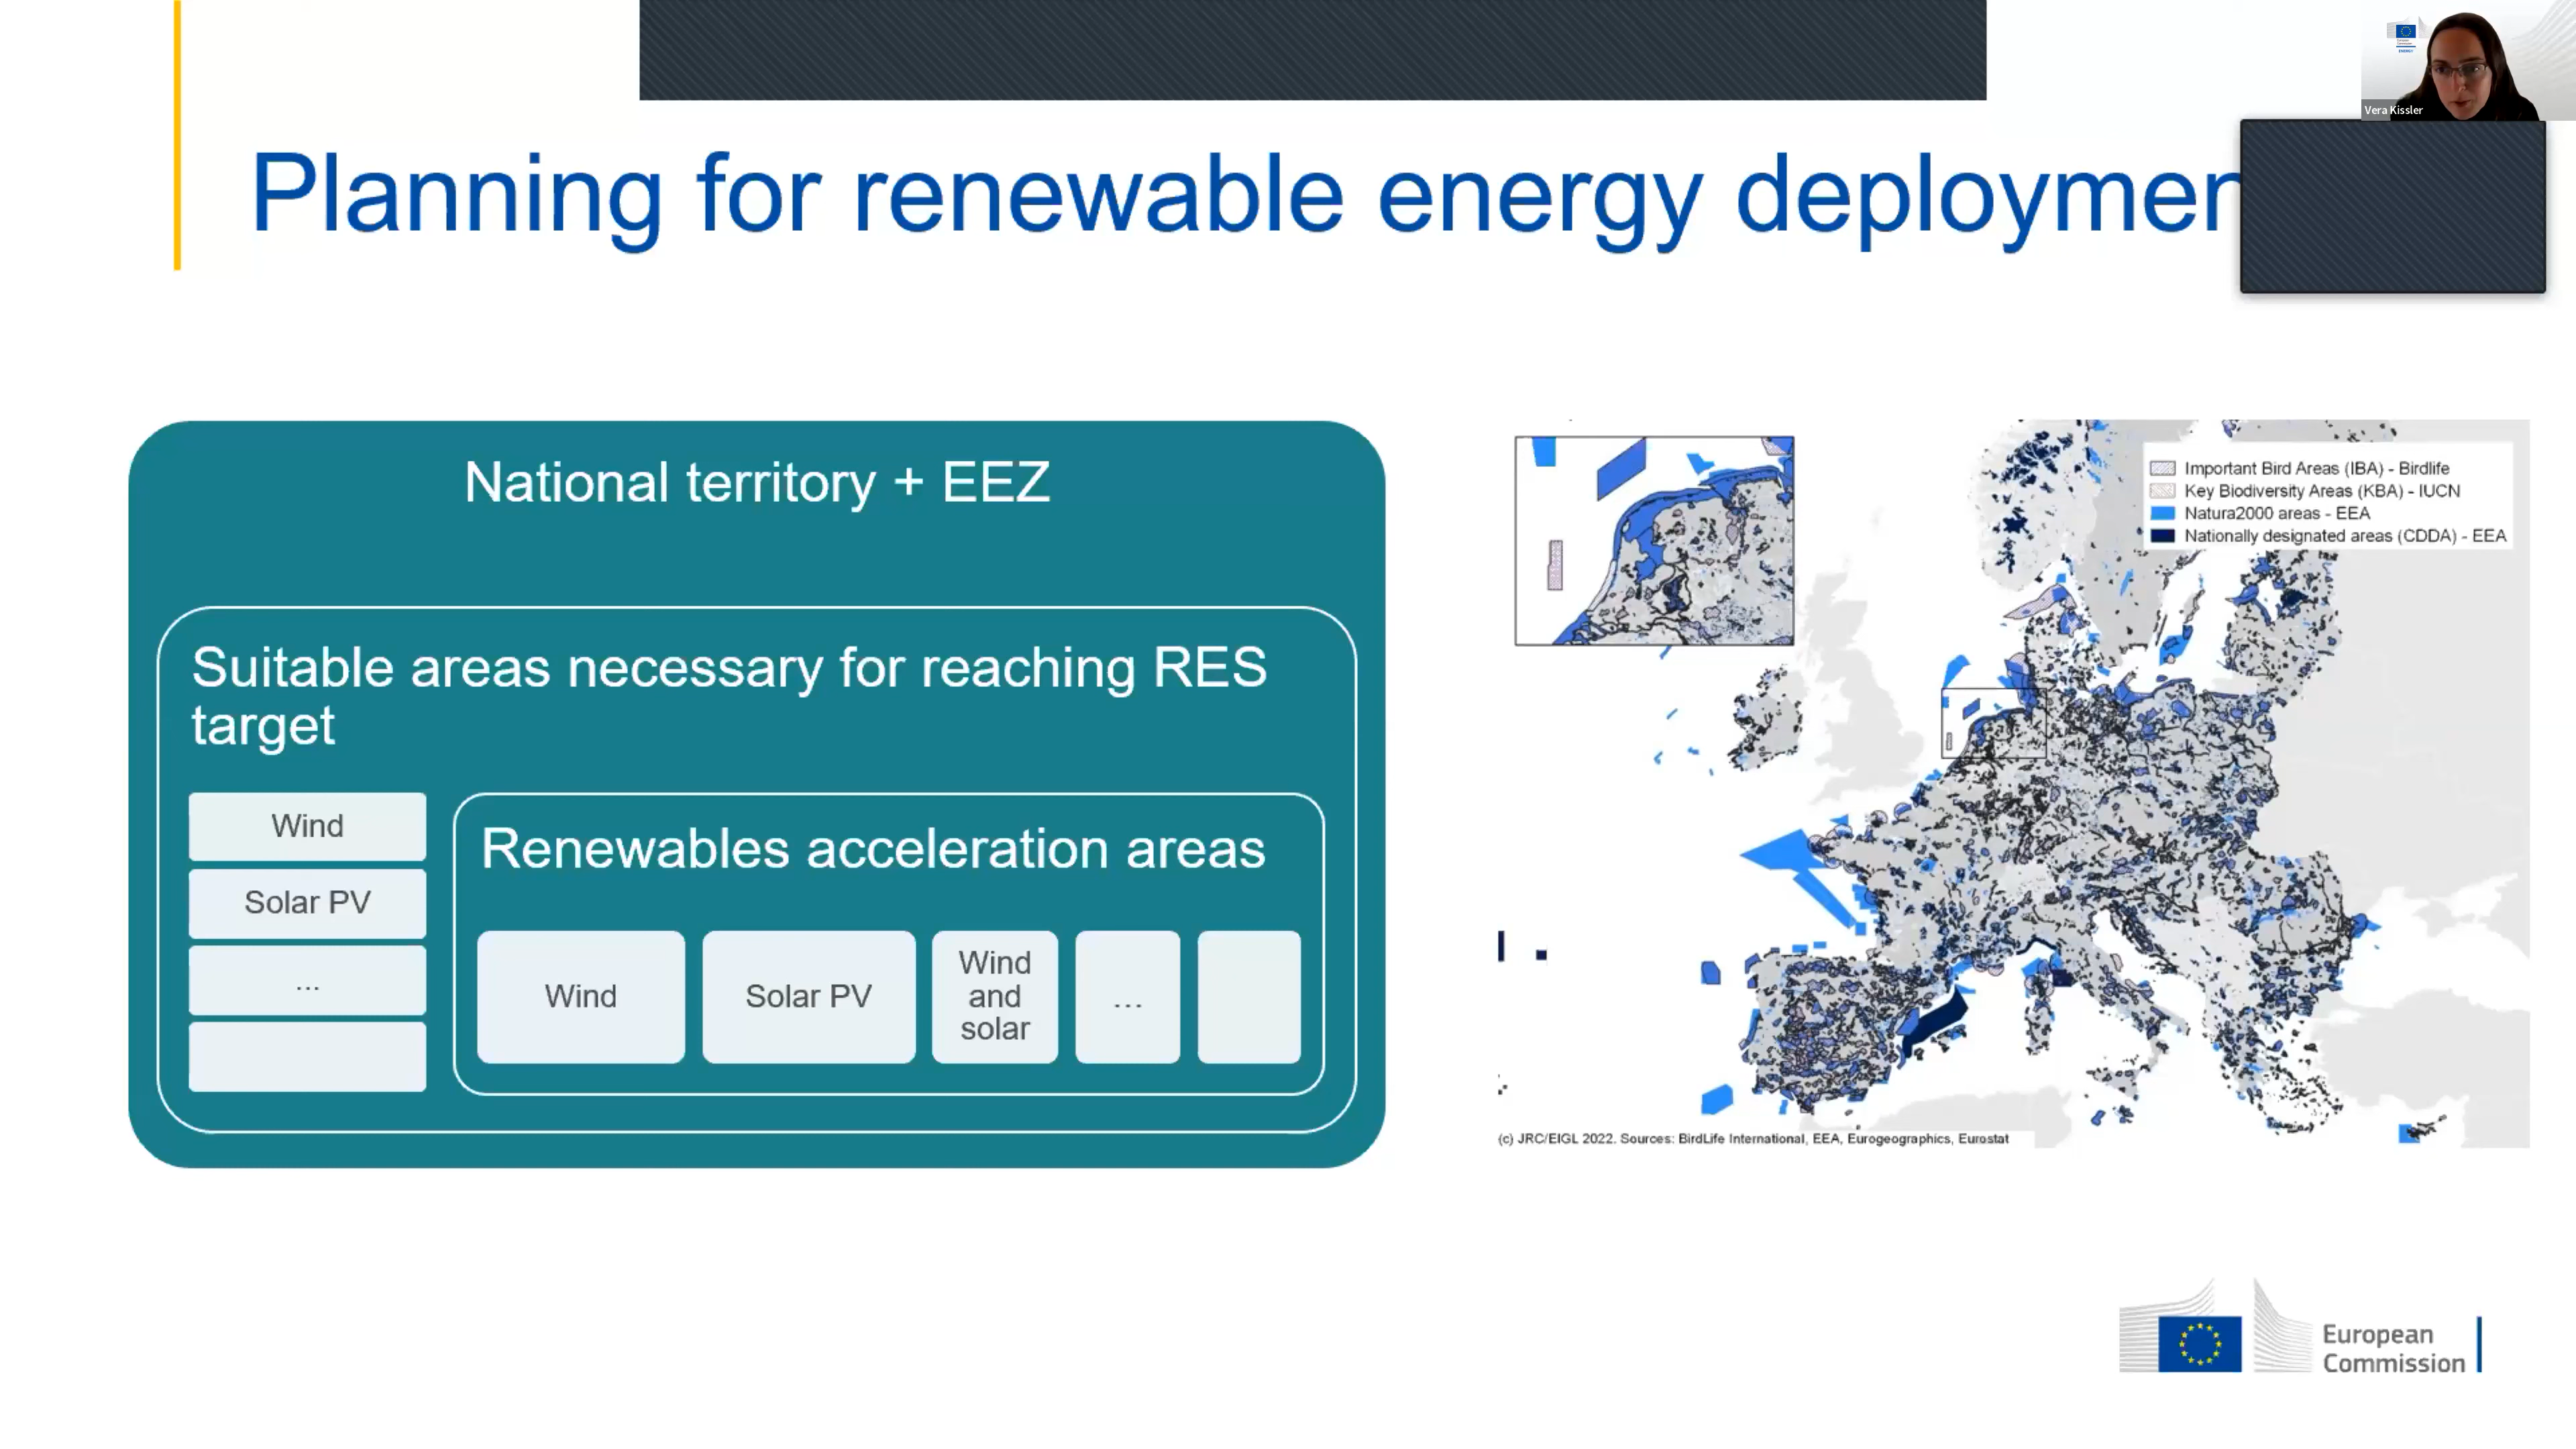 Vera Kissler
Planning for renewable energy deploymen
National territory + EEZ
Suitable areas necessary for reaching RES
target
Wind
Solar PV
...
Renewables acceleration areas
Wind
Solar PV
Wind
and
solar
...
Important Bird Areas (IBA) - Birdlife
Key Biodiversity Areas (KBA) - IUCN
Natura2000 areas - EEA
Nationally designated areas (CDDA) - EEA
(c) JRC/EIGL 2022. Sources: BirdLife International, EEA, Eurogeographics, Eurostat
European
Commission